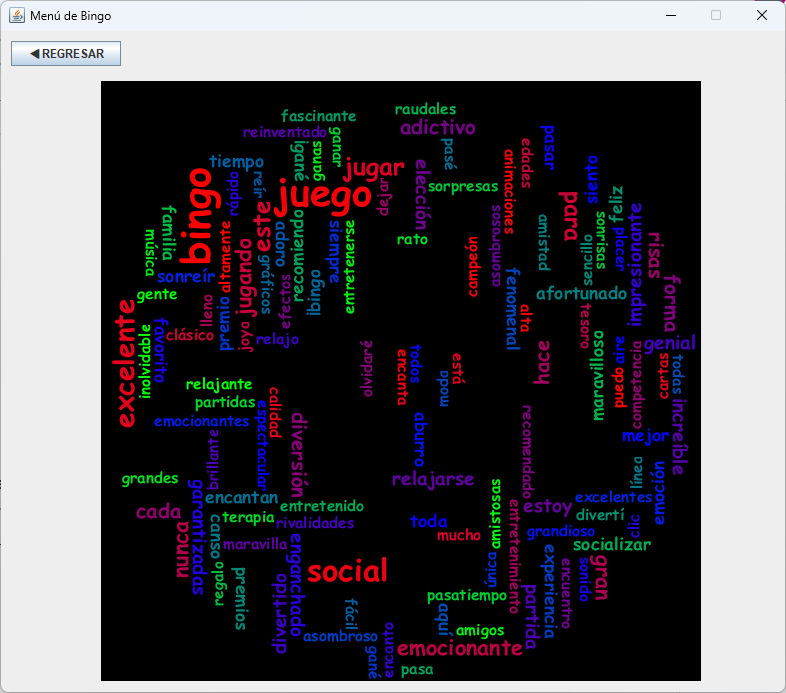 Menú de Bingo
◄ REGRESAR
raudales
fascinante
adictivo
reinventado
ganar
pasar
igané
ganas
pasé
edades
tiempo
jugar
animaciones
siento
elección
bingo
rápido
reír
juego
dejar
sorpresas
para
feliz
este
familia
asombrosos
impresionante
recomiendo
sonrisas
amistad
placer
adoro
siempre
entretenerse
altamente
música
rato
risas
campeón
sencillo
jugando
gráficos
sonreír
fenomenal
ibingo
efectos
forma
gente
afortunado
lleno
premio
excelente
alta
tesoro
joya
clásico
inolvidable
favorito
relajo
maravilloso
aire
genial
hace
olvidaré
todos
encanta
está
competencia
cartas
todas
puedo
moda
relajante
calidad
partidas
espectacular
increíble
recomendado
emocionantes
diversión
aburro
mejor
brillante
línea
emoción
grandes
relajarse
garantizadas
amistosas
encantan
excelentes
entretenido
estoy
entretenimiento
cada
terapia
canso
divertí
clic
rivalidades
toda
nunca
grandioso
mucho
enganchado
maravilla
socializar
experiencia
única
social
regalo
premios
encuentro
sonido
gran
divertido
partida
pasatiempo
fácil
aquí
amigos
asombroso
encanto
gané
emocionante
pasa